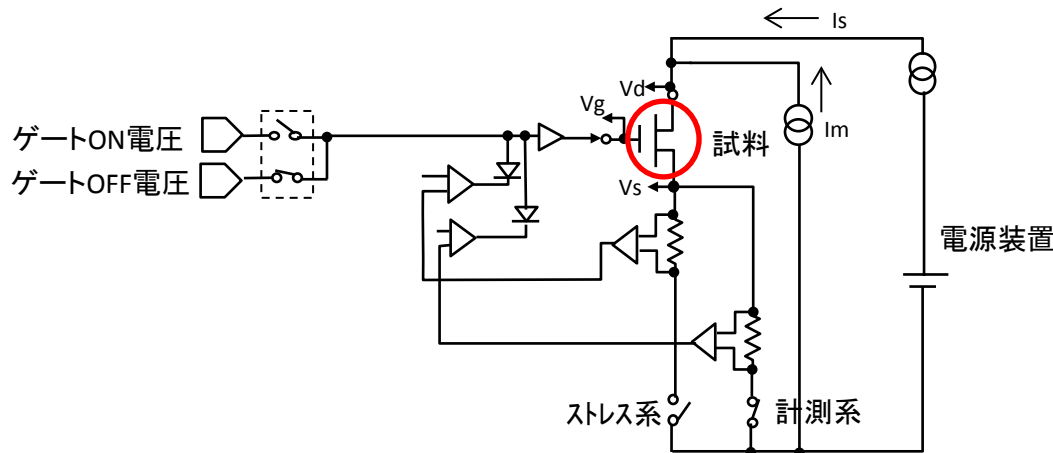 Is
Vd
Vg
ゲートON電圧
Im
試料
ゲートOFF電圧
Vs
電源装置
ストレス系
計測系